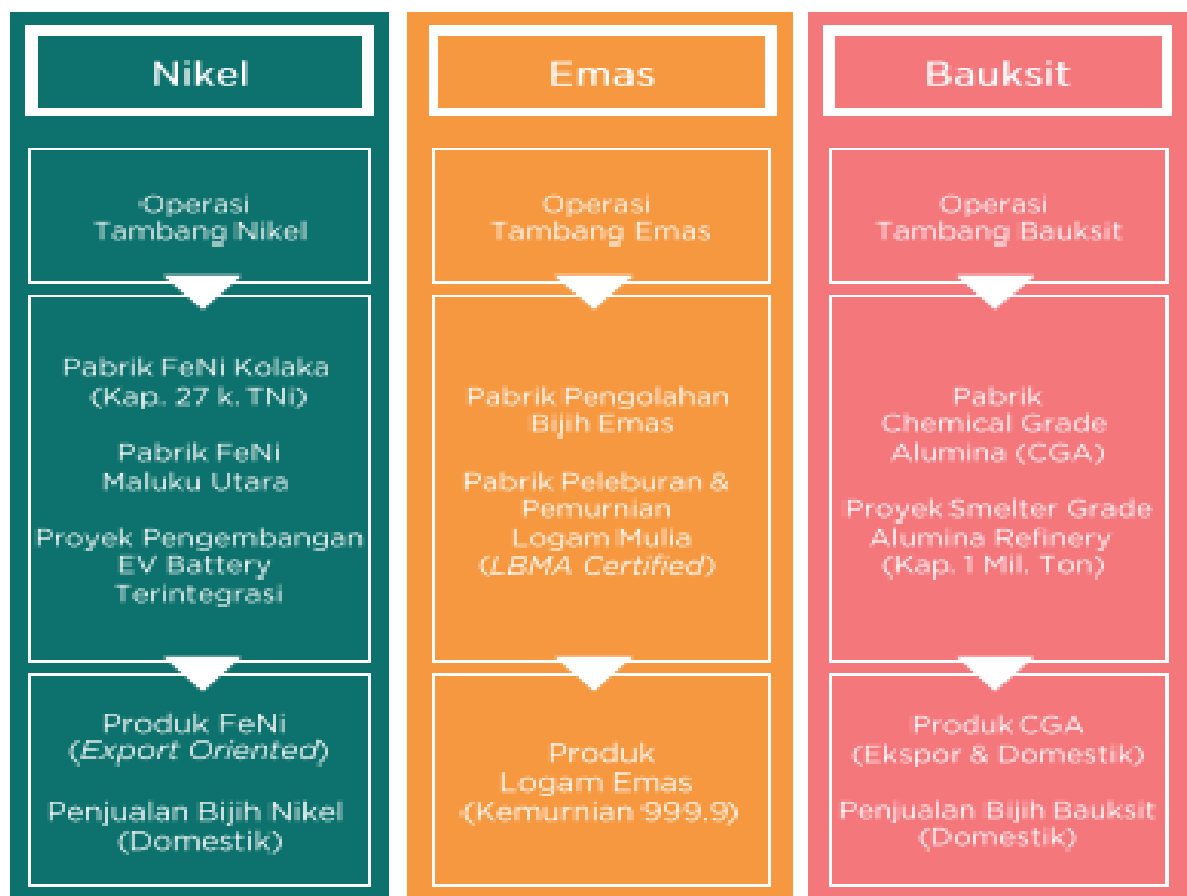 Nikel
Operasi
Tambang Nikel
Pabrik FeNi Kolaka
(Kap. 27 k. TNi)
Pabrik FeNi
Maluku Utara
Proyek Pengembangan
EV Battery
Terintegrasi
Produk FeNi
(Export Oriented)
Penjualan Bijih Nikel
(Domestik)
Emas
Operasi
Tambang Emas
Pabrik Pengolahan
Bijih Emas
Pabrik Peleburan &
Pemurnian
Logam Mulia
(LBMA Certified)
Produk
Logam Emas
(Kemurnian 999.9)
Bauksit
Operasi
Tambang Bauksit
Pabrik
Chemical Grade
Alumina (CGA)
Proyek Smelter Grade
Alumina Refinery
(Kap. 1 Mil. Ton)
Produk CGA
(Ekspor & Domestik)
Penjualan Bijih Bauksit
(Domestik)